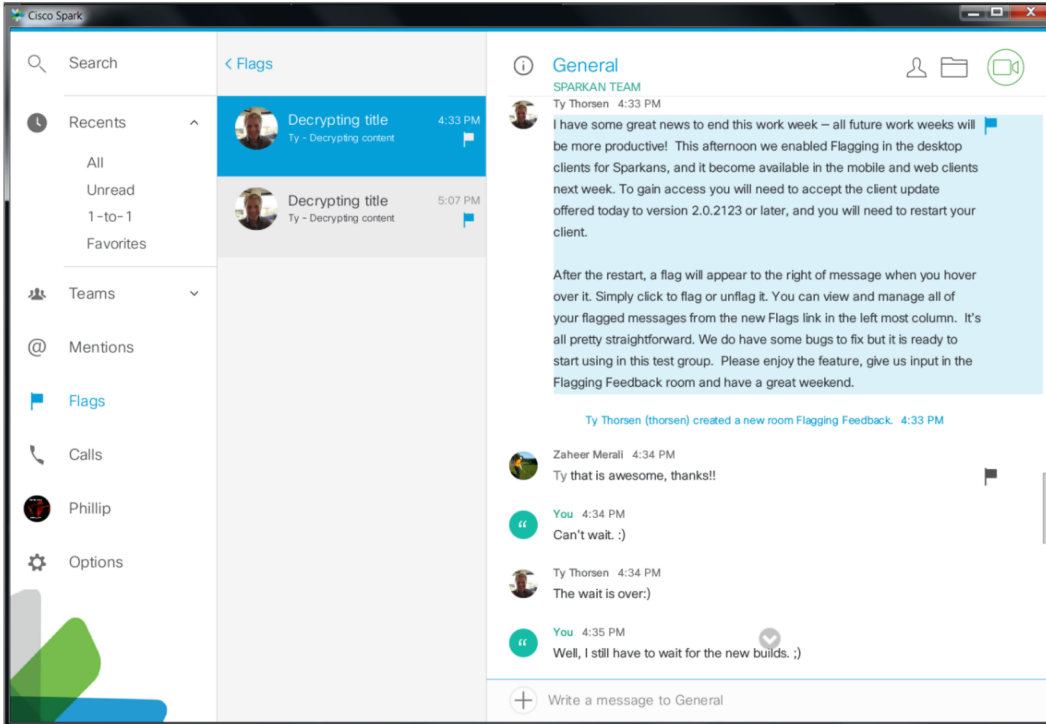 Cisco Spark
Search
Recents
All
Unread
1-to-1
Favorites
Teams
@ Mentions
Flags
Calls
Phillip
Options
< Flags
Decrypting title 4:33 PM
Ty - Decrypting content
Decrypting title 5:07 PM
Ty - Decrypting content
General
SPARKAN TEAM
Ty Thorsen 4:33 PM
I have some great news to end this work week – all future work weeks will
be more productive! This afternoon we enabled Flagging in the desktop
clients for Sparkans, and it become available in the mobile and web clients
next week. To gain access you will need to accept the client update
offered today to version 2.0.2123 or later, and you will need to restart your
client.
After the restart, a flag will appear to the right of message when you hover
over it. Simply click to flag or unflag it. You can view and manage all of
your flagged messages from the new Flags link in the left most column. It's
all pretty straightforward. We do have some bugs to fix but it is ready to
start using in this test group. Please enjoy the feature, give us input in the
Flagging Feedback room and have a great weekend.
Ty Thorsen (thorsen) created a new room Flagging Feedback. 4:33 PM
Zaheer Merali 4:34 PM
Ty that is awesome, thanks!!
You 4:34 PM
Can't wait. :)
Ty Thorsen 4:34 PM
The wait is over:)
You 4:35 PM
Well, I still have to wait for the new builds. ;)
Write a message to General